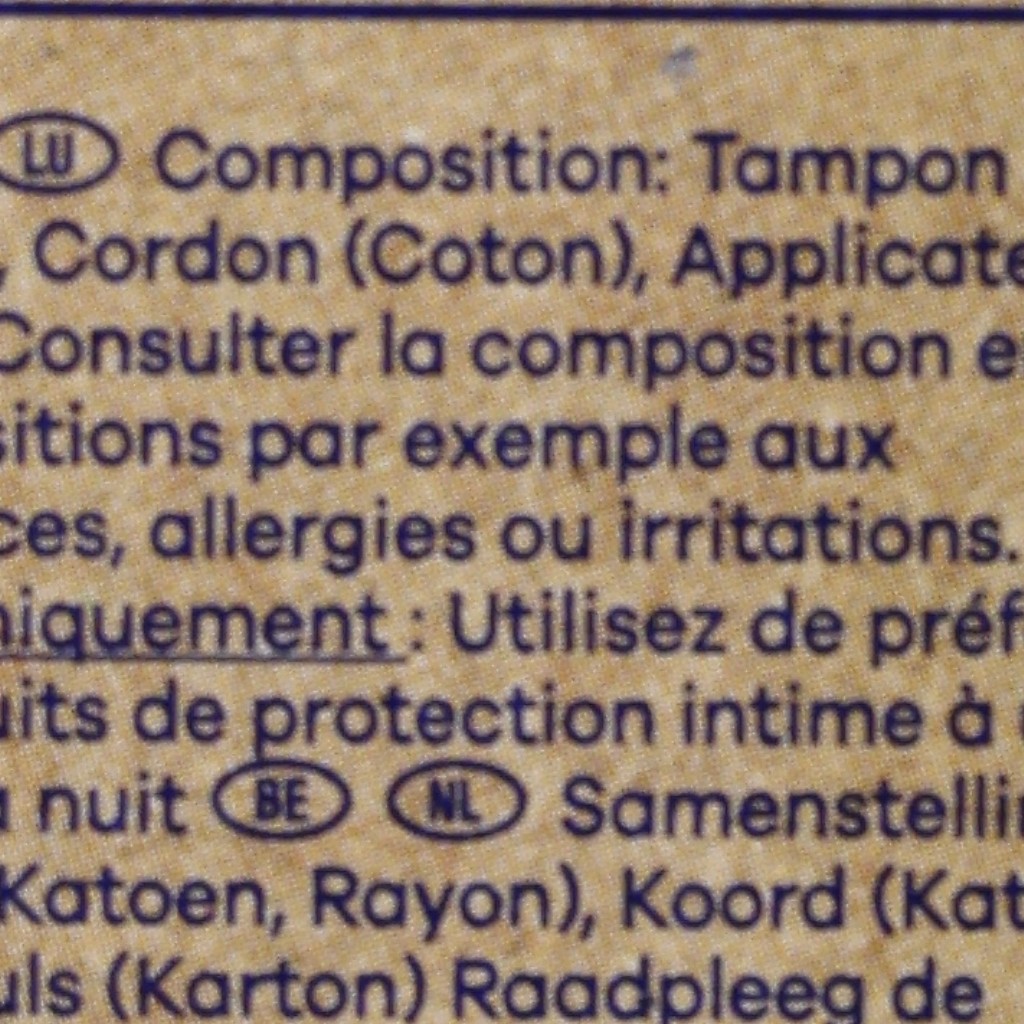 LU Composition: Tampon
, Cordon (Coton), Applicate
Consulter la composition e
sitions par exemple aux
ces, allergies ou irritations.
niquement : Utilisez de préf
uits de protection intime à
nuit BE NL Samenstellin
Katoen, Rayon), Koord (Kat
uls (Karton) Raadpleeg de